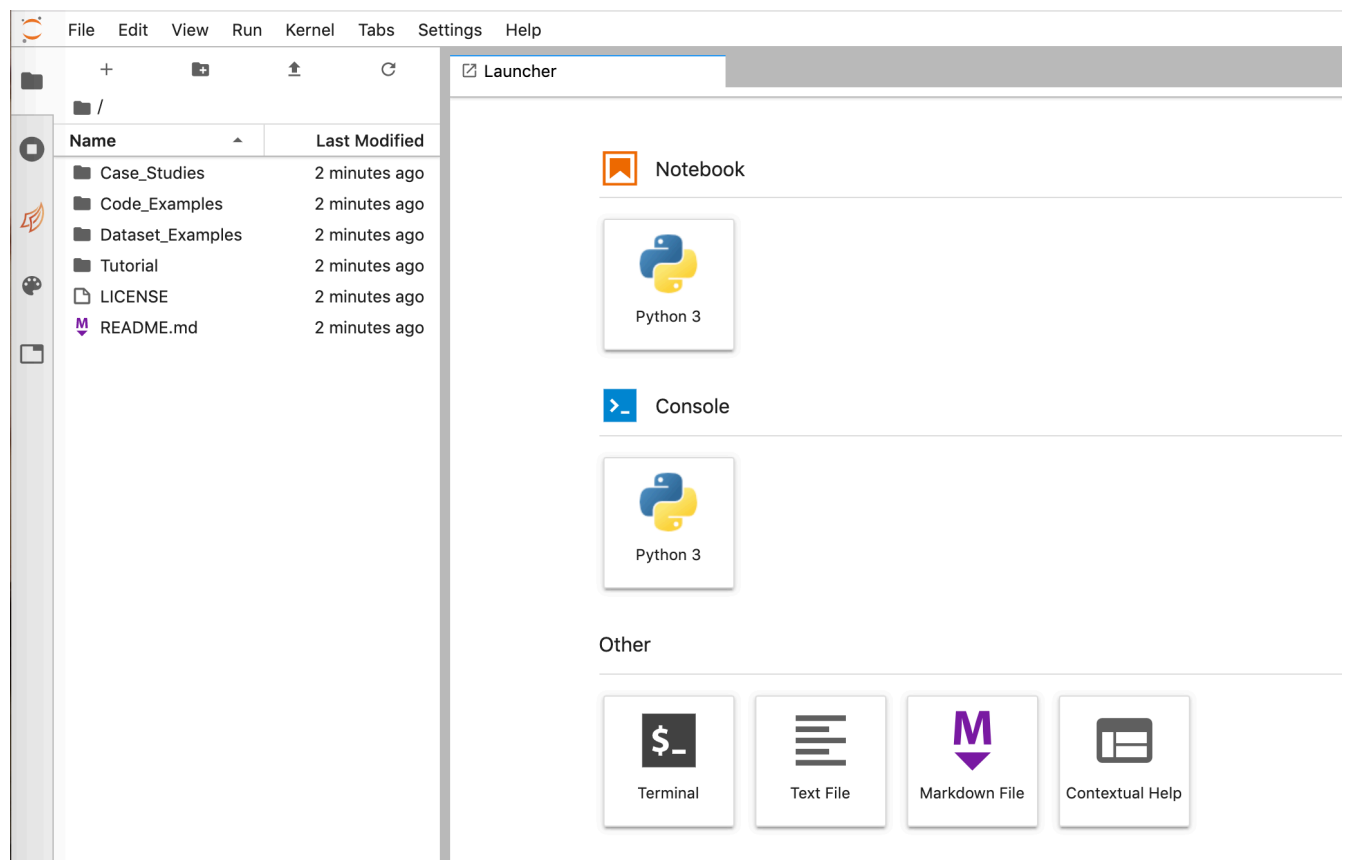 File Edit View Run Kernel Tabs Settings Help
Launcher
/
Name Last Modified
Case_Studies 2 minutes ago
Code_Examples 2 minutes ago
Dataset_Examples 2 minutes ago
Tutorial 2 minutes ago
LICENSE 2 minutes ago
README.md 2 minutes ago
Notebook
Python 3
Console
Python 3
Other
$_
M
Terminal Text File Markdown File Contextual Help